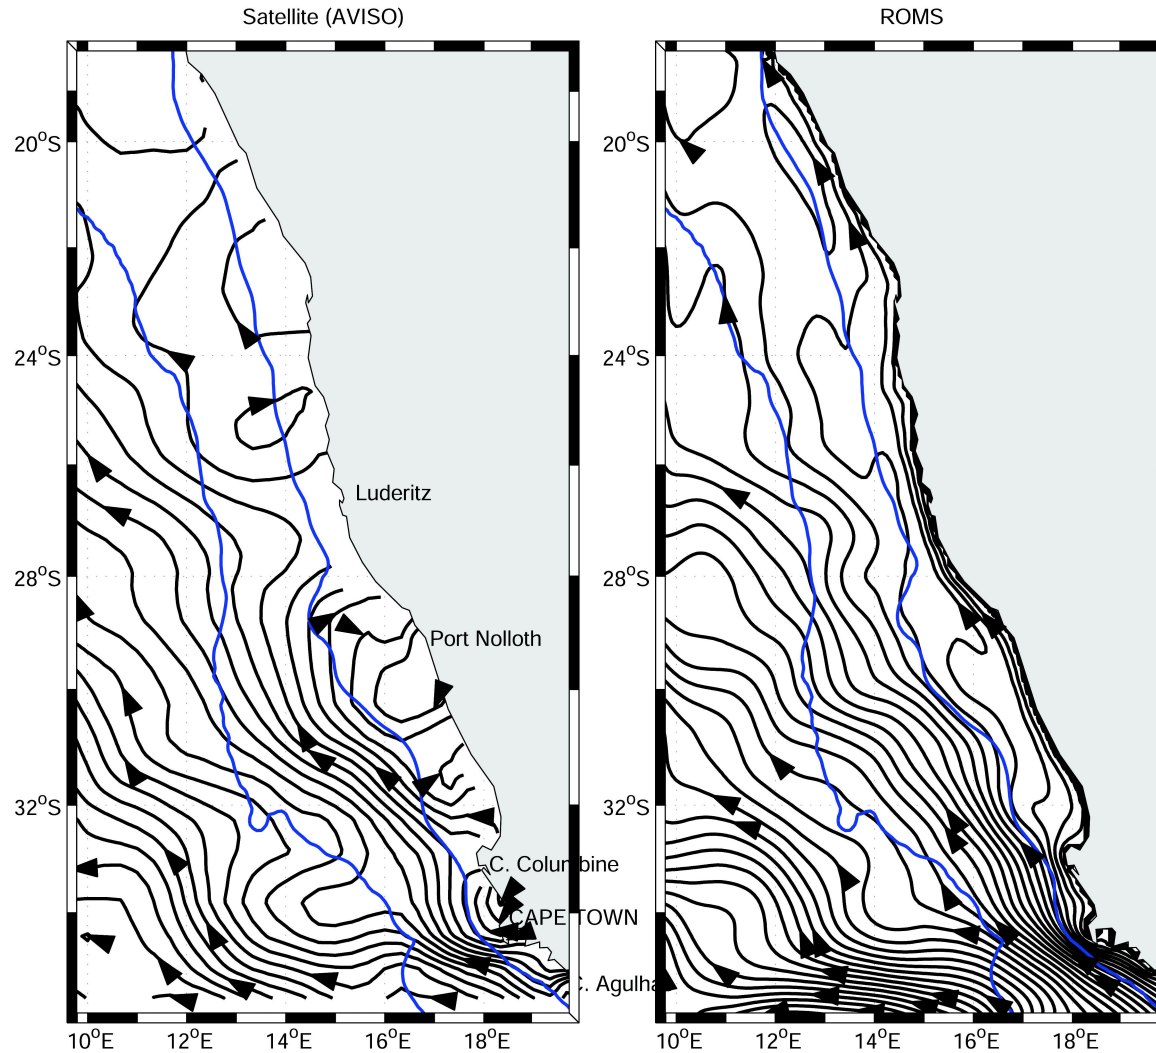 Satellite (AVISO)
ROMS
20°S
20°S
24°S
24°S
Luderitz
28°S
28°S
Port Nolloth
32°S
32°S
C. Columbine
CAPE TOWN
C. Agulha
10°E 12°E 14°E 16°E 18°E
10°E 12°E 14°E 16°E 18°E